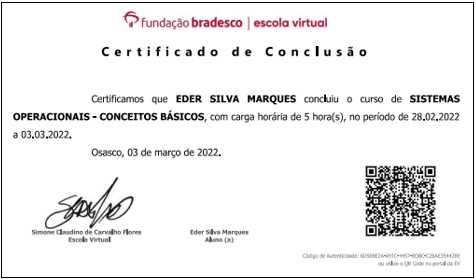 fundação bradesco | escola virtual
Certificado de Conclusão
Certificamos que EDER SILVA MARQUES concluiu o curso de SISTEMAS
OPERACIONAIS - CONCEITOS BÁSICOS, com carga horária de 5 hora(s), no período de 28.02.2022
a 03.03.2022.
Osasco, 03 de março de 2022.
Simone Claudino de Carvalho Flores
Escola Virtual
Eder Silva Marques
Aluno (a)
Código de Autenticidade:
ou utilize o QR Code no portal da EV